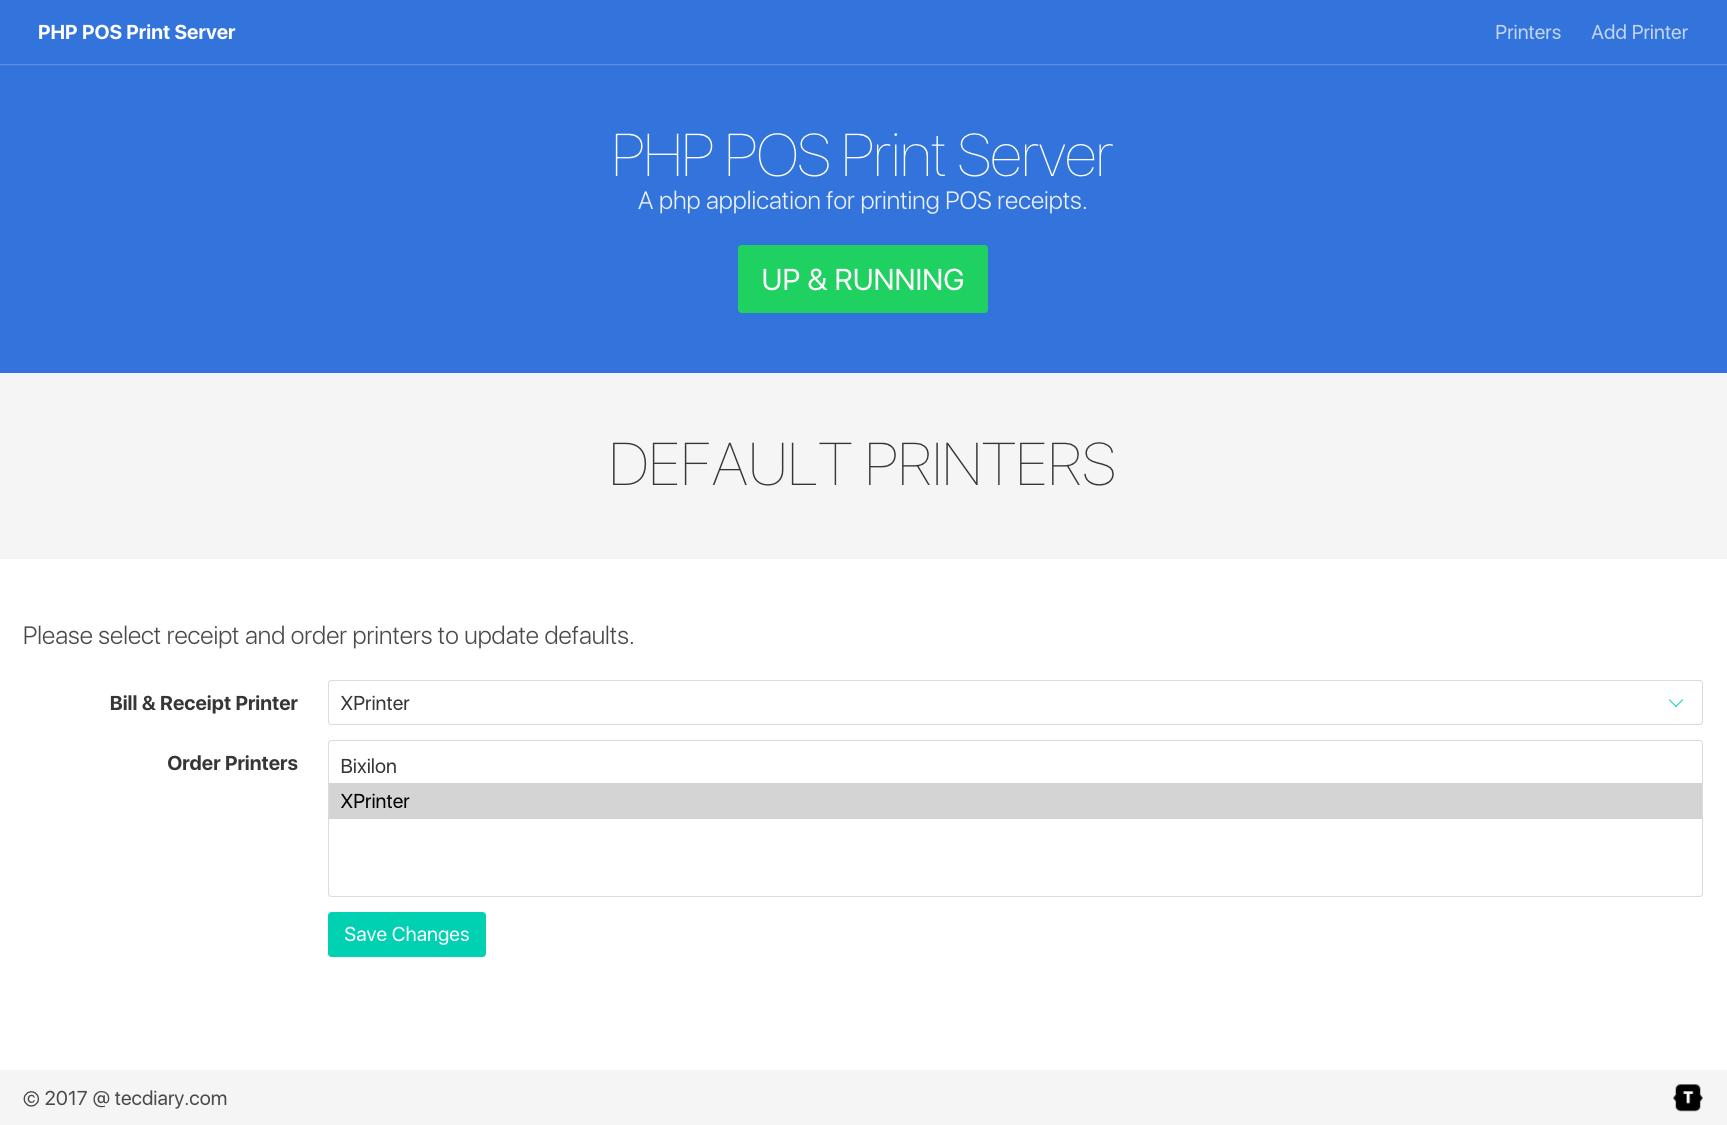 PHP POS Print Server
Printers
Add Printer
PHP POS Print Server
A php application for printing POS receipts.
UP & RUNNING
DEFAULT PRINTERS
Please select receipt and order printers to update defaults.
Bill & Receipt Printer
XPrinter
Order Printers
Bixilon
XPrinter
Save Changes
© 2017 @ tecdiary.com
T